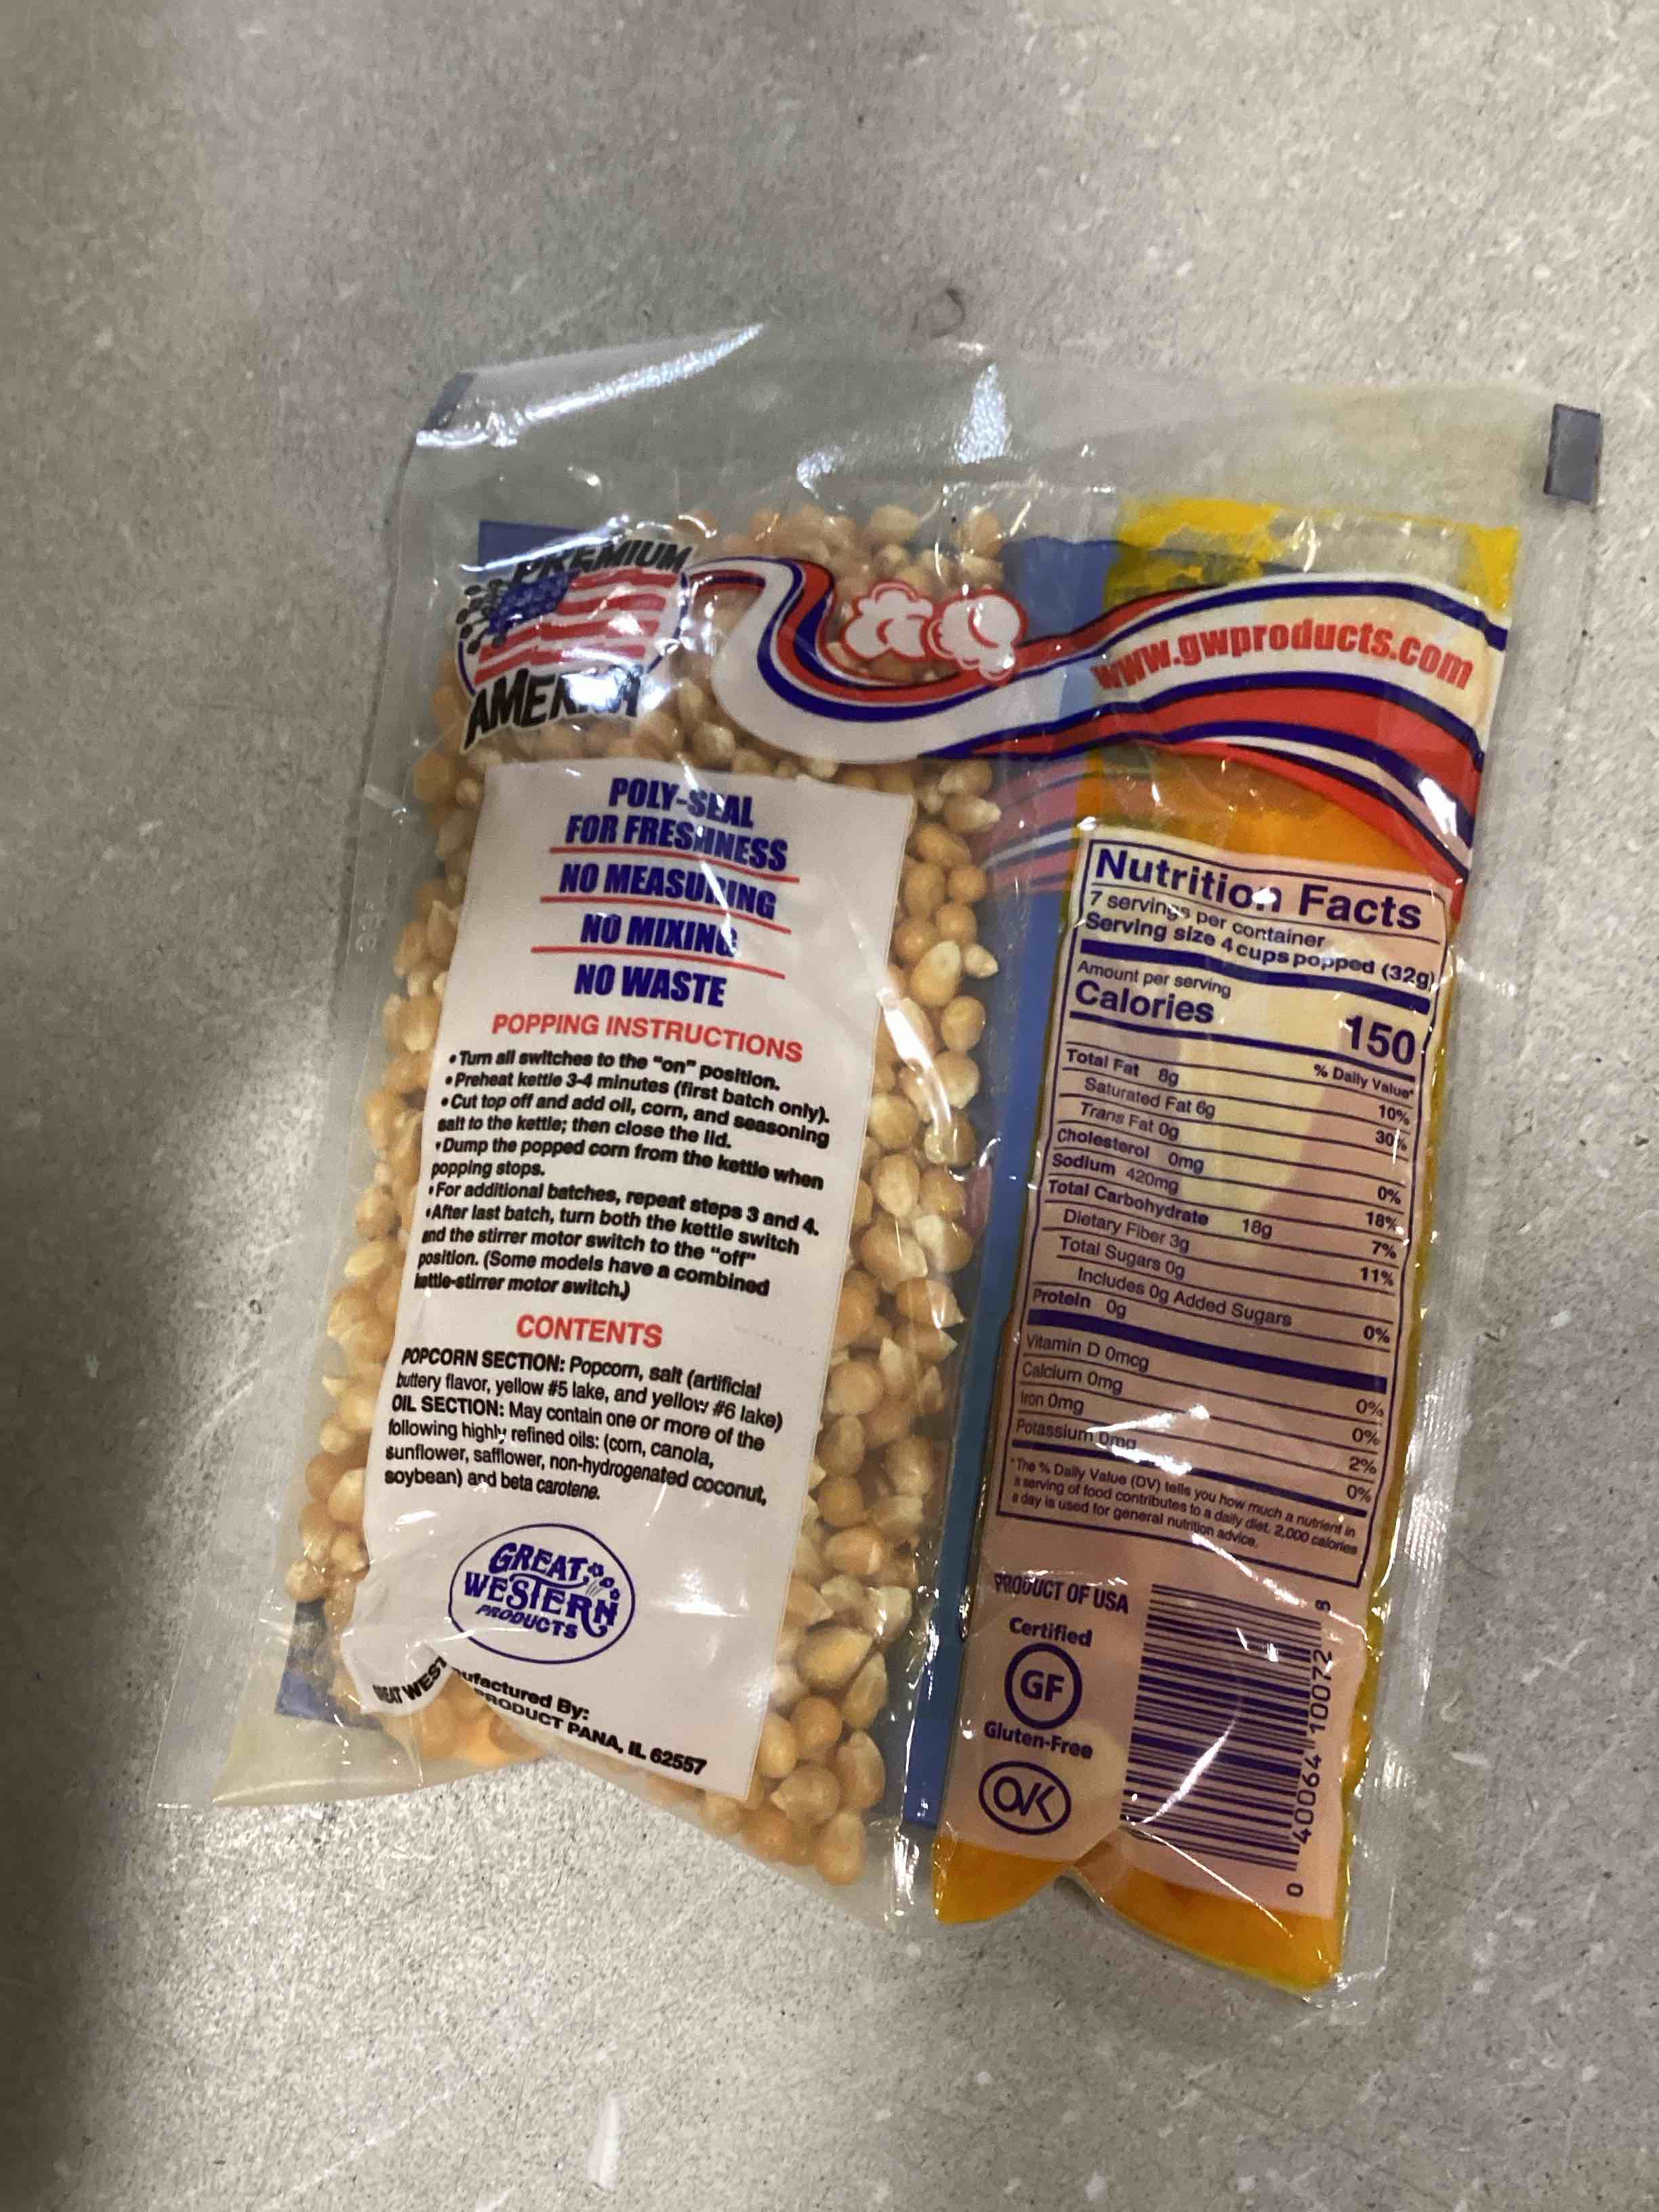 PREMIUM
AMERICA
www.gwproducts.com
POLY-SEAL
FOR FRESHNESS
NO MEASURING
NO MIXING
NO WASTE
POPPING INSTRUCTIONS
• Turn all switches to the "on" position.
• Preheat kettle 3-4 minutes (first batch only).
• Cut top off and add oil, corn, and seasoning
salt to the kettle; then close the lid.
• Dump the popped corn from the kettle when
popping stops.
• For additional batches, repeat steps 3 and 4.
• After last batch, turn both the kettle switch
and the stirrer motor switch to the "off"
position. (Some models have a combined
kettle-stirrer motor switch.)
CONTENTS
POPCORN SECTION: Popcorn, salt (artificial
buttery flavor, yellow #5 lake, and yellow #6 lake)
OIL SECTION: May contain one or more of the
following highly refined oils: (corn, canola,
sunflower, safflower, non-hydrogenated coconut,
soybean) and beta carotene.
GREAT
WESTERN
PRODUCTS
ufactured By:
EAT WEST PRODUCT PANA, IL 62557
Nutrition Facts
7 servings per container
Serving size 4 cups popped (32g)
Amount per serving
Calories 150
% Daily Value*
Total Fat 8g 10%
Saturated Fat 6g 30%
Trans Fat 0g
Cholesterol 0mg 0%
Sodium 420mg 18%
Total Carbohydrate 18g 7%
Dietary Fiber 3g 11%
Total Sugars 0g
Includes 0g Added Sugars 0%
Protein 0g
Vitamin D 0mcg 0%
Calcium 0mg 0%
Iron 0mg 2%
Potassium 0mg 0%
*The % Daily Value (DV) tells you how much a nutrient in
a serving of food contributes to a daily diet. 2,000 calories
a day is used for general nutrition advice.
PRODUCT OF USA
Certified
GF
Gluten-Free
OVK
0 40064 10072 8